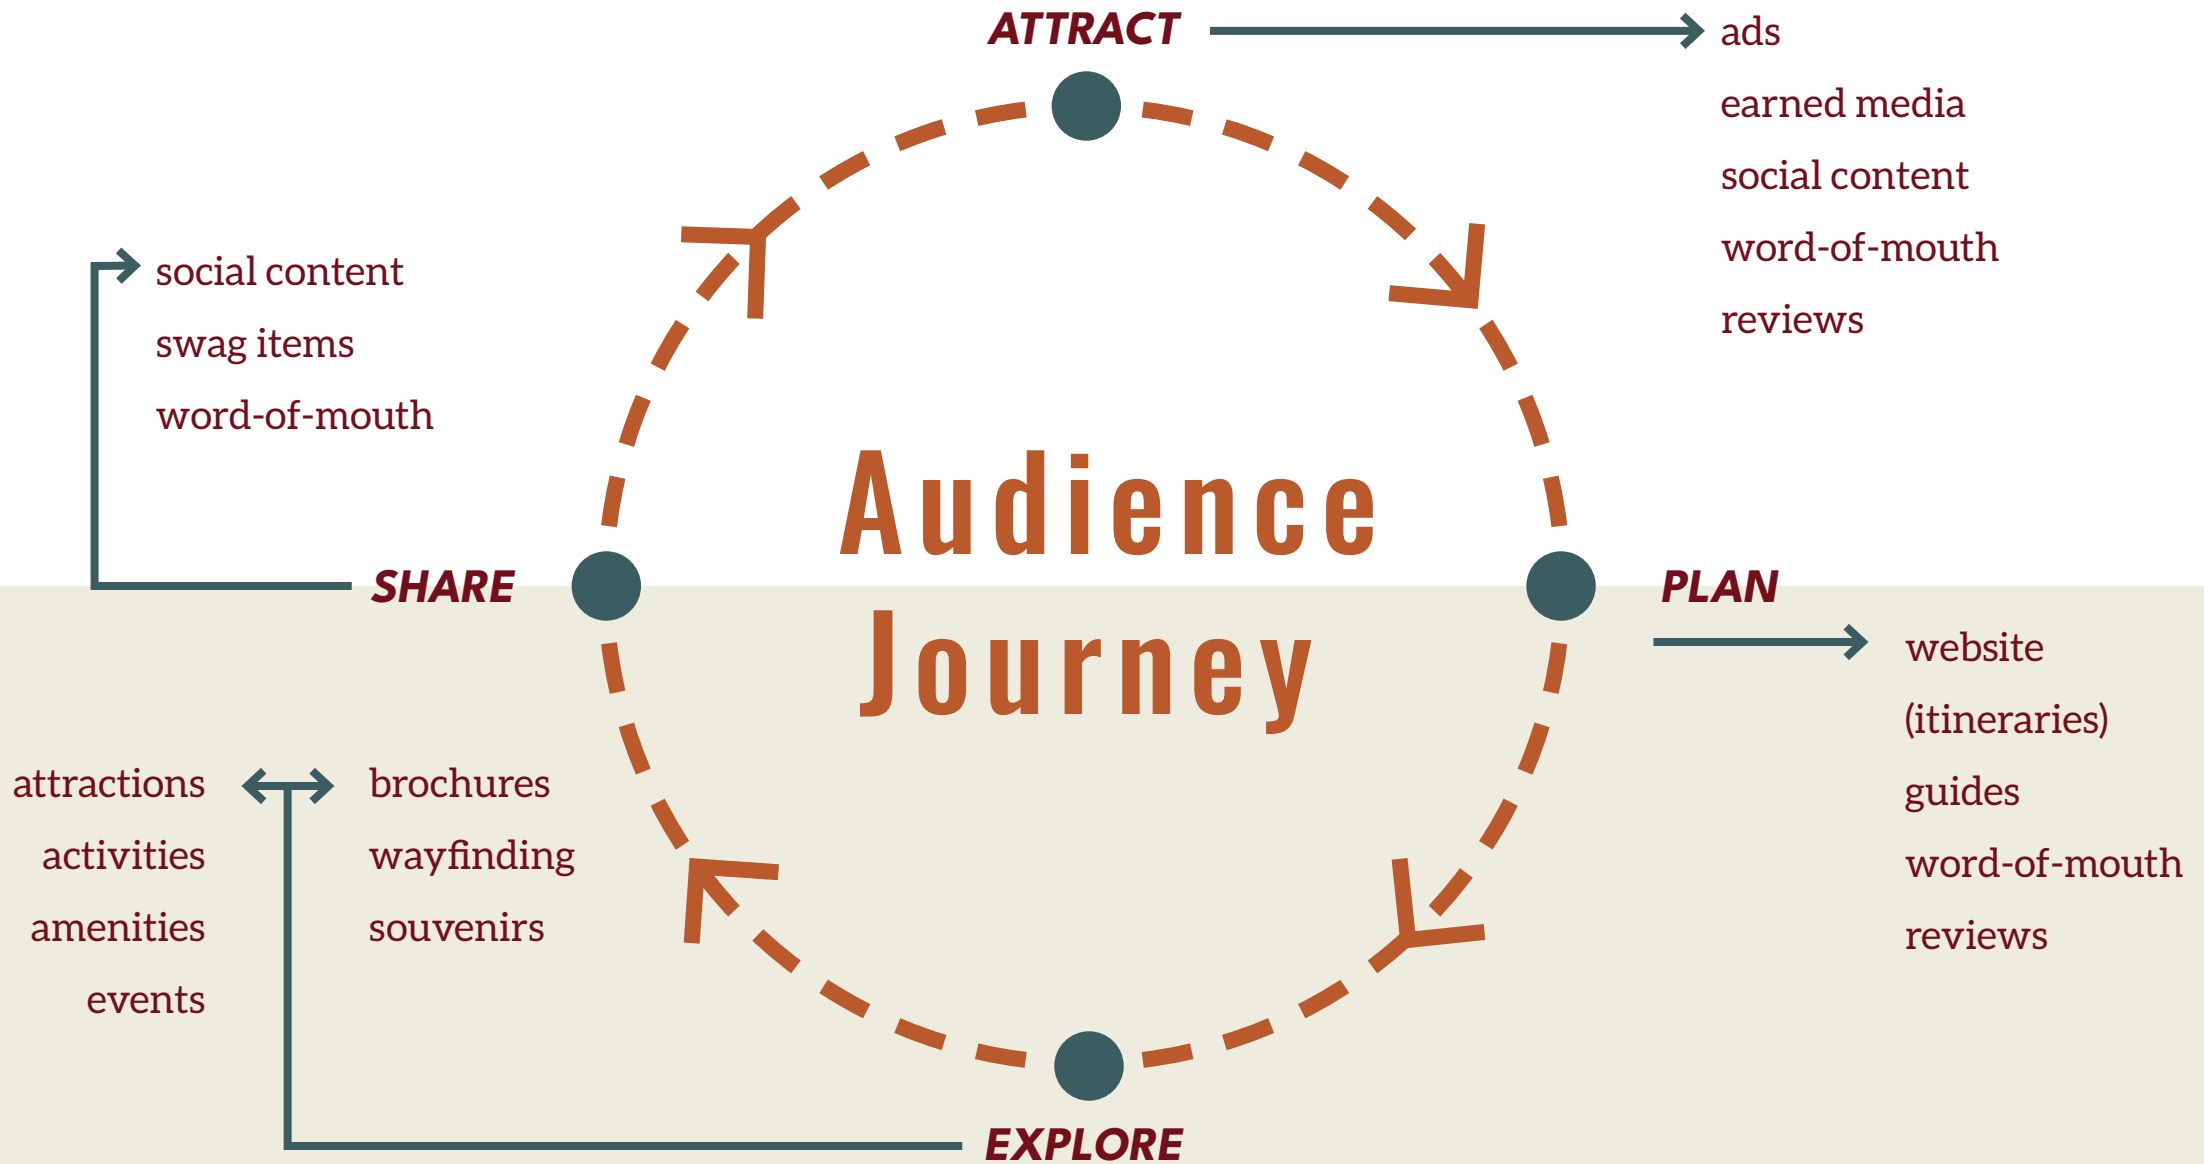 ATTRACT
ads
earned media
social content
word-of-mouth
reviews
social content
swag items
word-of-mouth
SHARE
Audience
Journey
PLAN
website
(itineraries)
guides
word-of-mouth
reviews
attractions
activities
amenities
events
brochures
wayfinding
souvenirs
EXPLORE